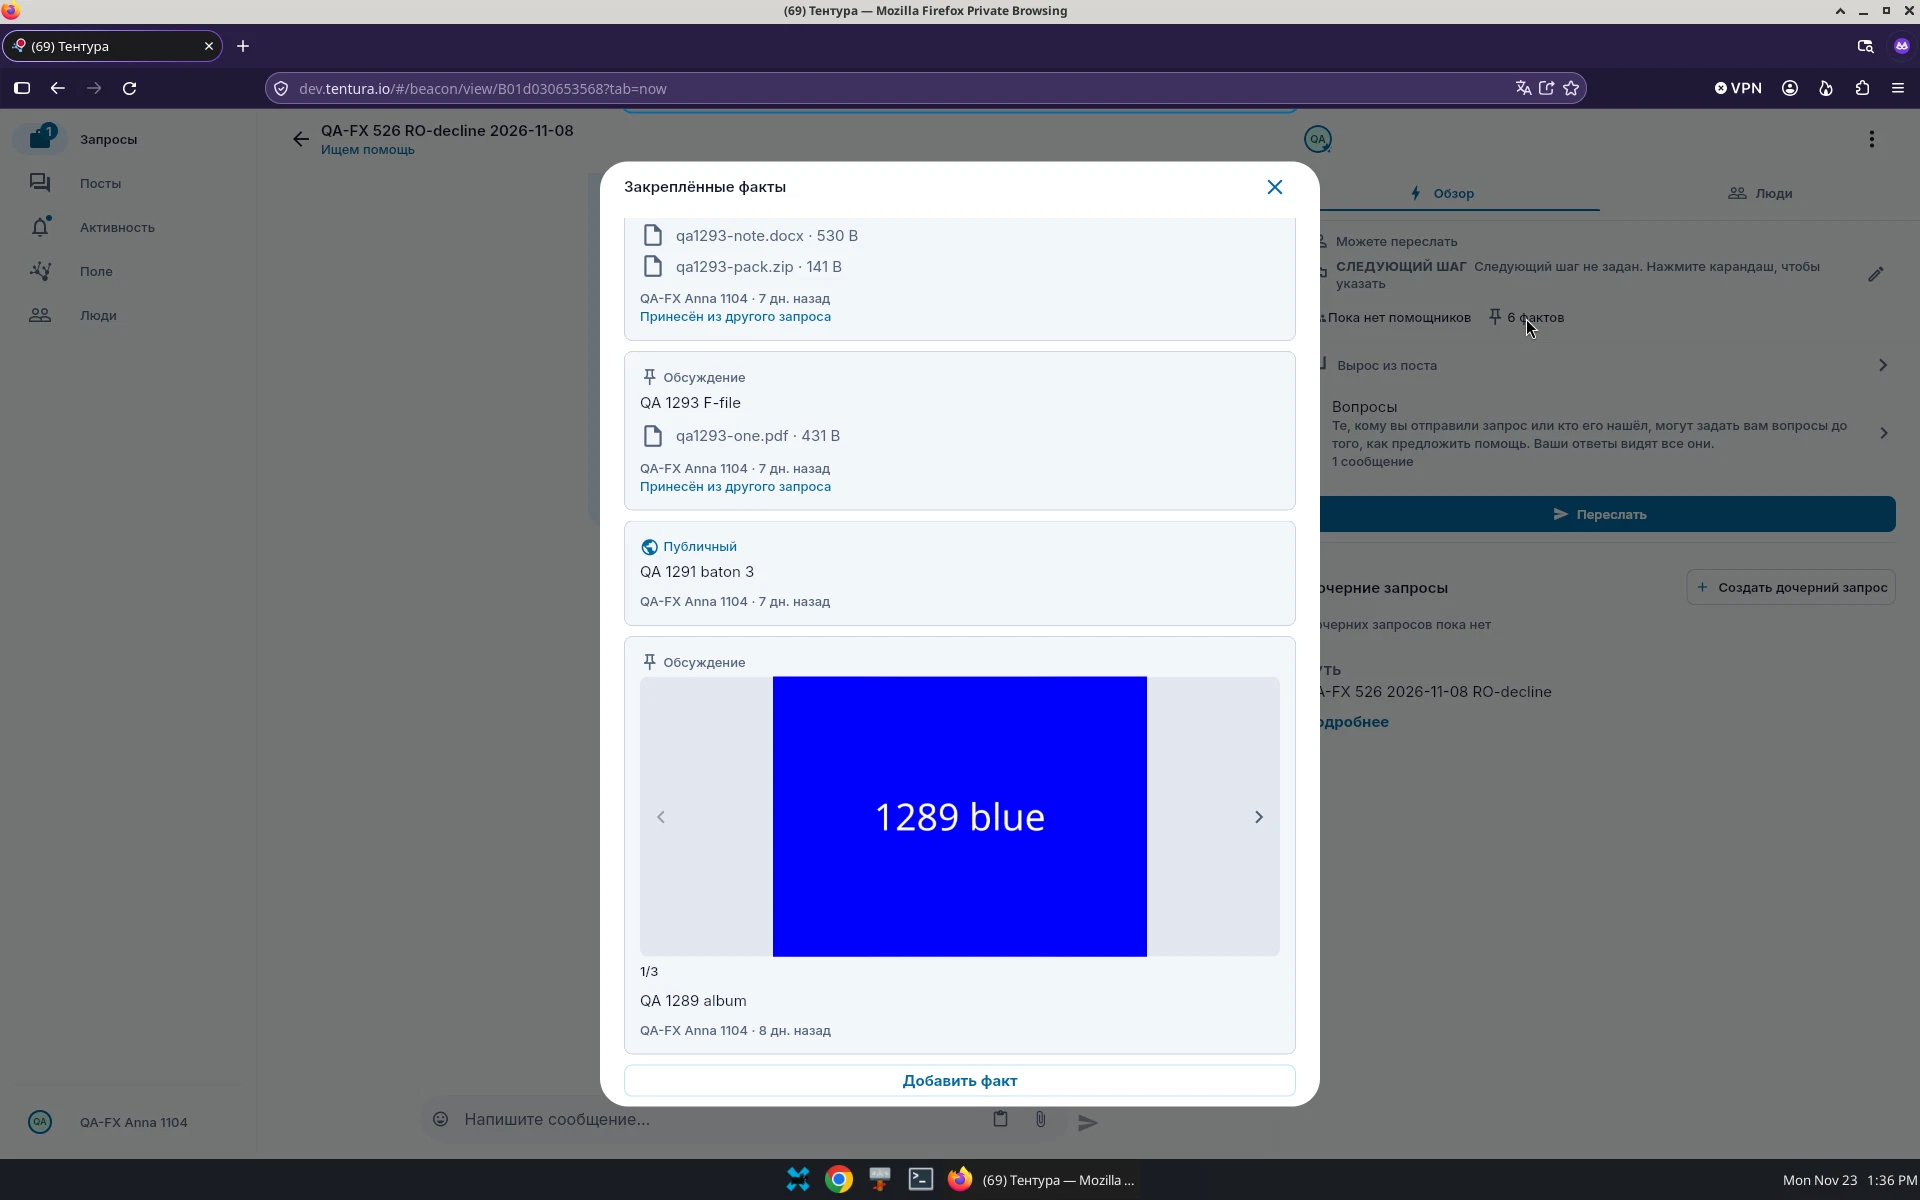 (69) Тентура — Mozilla Firefox Private Browsing
(69) Тентура
dev.tentura.io/#/beacon/view/B01d030653568?tab=now
VPN
1
Запросы
Посты
Активность
Поле
Люди
QA QA-FX Anna 1104
QA-FX 526 RO-decline 2026-11-08
Ищем помощь
Закреплённые факты
qa1293-note.docx · 530 B
qa1293-pack.zip · 141 B
QA-FX Anna 1104 · 7 дн. назад
Принесён из другого запроса
Обсуждение
QA 1293 F-file
qa1293-one.pdf · 431 B
QA-FX Anna 1104 · 7 дн. назад
Принесён из другого запроса
Публичный
QA 1291 baton 3
QA-FX Anna 1104 · 7 дн. назад
Обсуждение
1289 blue
1/3
QA 1289 album
QA-FX Anna 1104 · 8 дн. назад
Добавить факт
Напишите сообщение...
QA
Обзор
Люди
Можете переслать
СЛЕДУЮЩИЙ ШАГ Следующий шаг не задан. Нажмите карандаш, чтобы
указать
Пока нет помощников
6 фактов
Вырос из поста
Вопросы
Те, кому вы отправили запрос или кто его нашёл, могут задать вам вопросы до
того, как предложить помощь. Ваши ответы видят все они.
1 сообщение
Переслать
очерние запросы
Создать дочерний запрос
очерних запросов пока нет
УТЬ
A-FX 526 2026-11-08 RO-decline
одробнее
(69) Тентура — Mozilla ...
Mon Nov 23 1:36 PM